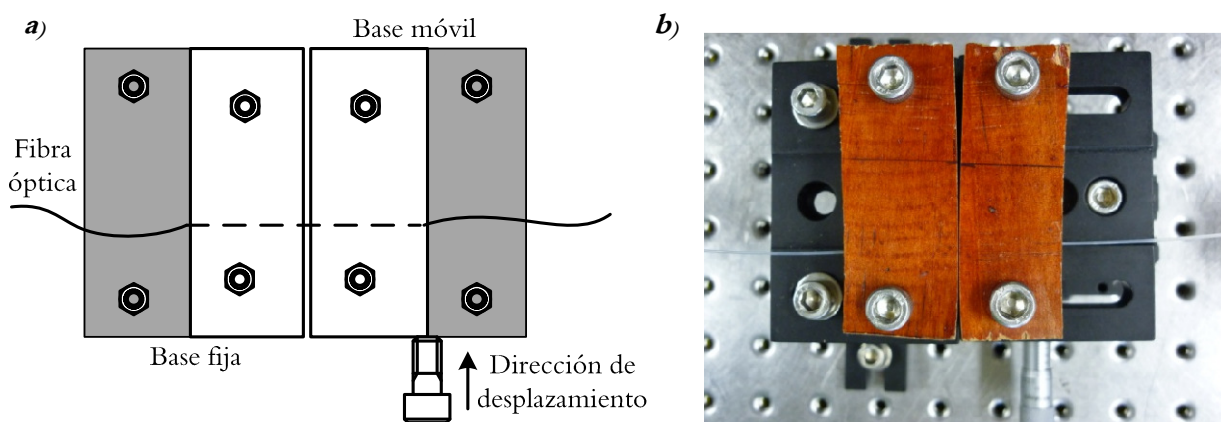 a)
Base móvil
b)
Fibra
óptica
Base fija
Dirección de
desplazamiento